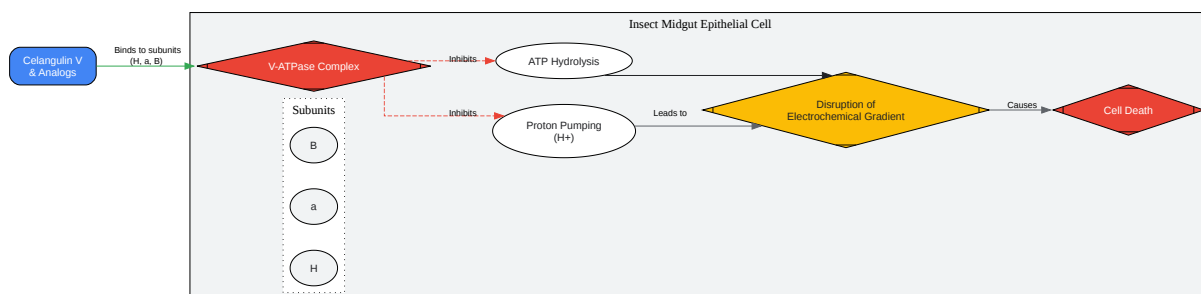 Insect Midgut Epithelial Cell
Celangulin V
& Analogs
Binds to subunits
(H, a, B)
V-ATPase Complex
Inhibits
ATP Hydrolysis
Inhibits
Proton Pumping
(H+)
Leads to
Disruption of
Electrochemical Gradient
Causes
Cell Death
Subunits
B
a
H